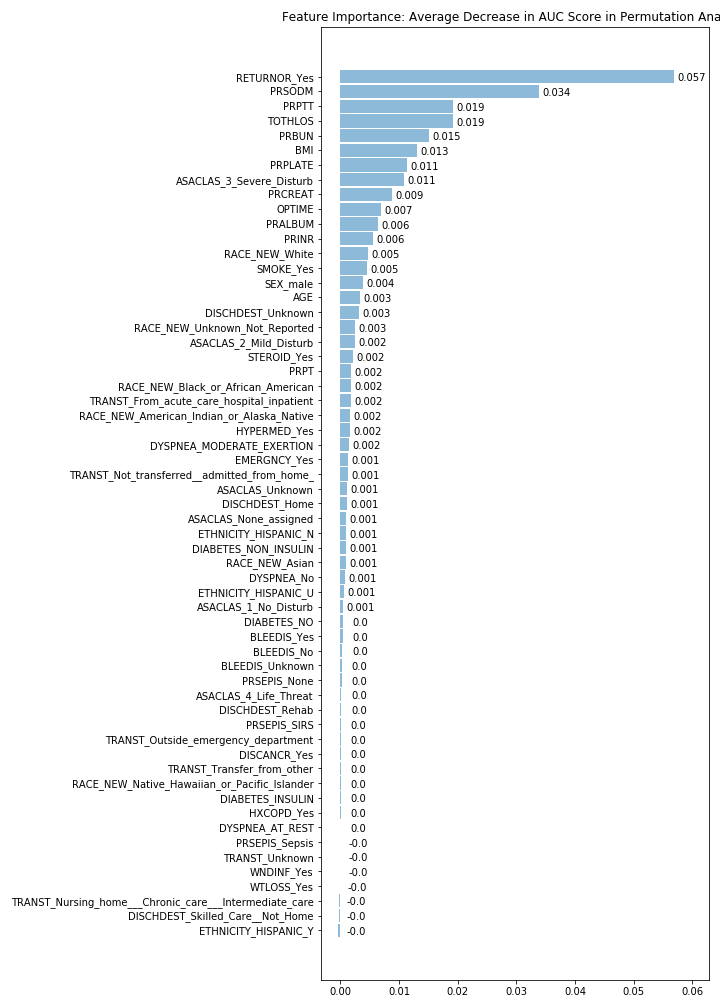 Feature Importance: Average Decrease in AUC Score in Permutation Ana
RETURNOR_Yes 0.057
PRSODM 0.034
PRPTT 0.019
TOTHLOS 0.019
PRBUN 0.015
BMI 0.013
PRPLATE 0.011
ASACLAS_3_Severe_Disturb 0.011
PRCREAT 0.009
OPTIME 0.007
PRALBUM 0.006
PRINR 0.006
RACE_NEW_White 0.005
SMOKE_Yes 0.005
SEX_male 0.004
AGE 0.003
DISCHDEST_Unknown 0.003
RACE_NEW_Unknown_Not_Reported 0.003
ASACLAS_2_Mild_Disturb 0.002
STEROID_Yes 0.002
PRPT 0.002
RACE_NEW_Black_or_African_American 0.002
TRANST_From_acute_care_hospital_inpatient 0.002
RACE_NEW_American_Indian_or_Alaska_Native 0.002
HYPERMED_Yes 0.002
DYSPNEA_MODERATE_EXERTION 0.002
EMERGNCY_Yes 0.001
TRANST_Not_transferred__admitted_from_home_ 0.001
ASACLAS_Unknown 0.001
DISCHDEST_Home 0.001
ASACLAS_None_assigned 0.001
ETHNICITY_HISPANIC_N 0.001
DIABETES_NON_INSULIN 0.001
RACE_NEW_Asian 0.001
DYSPNEA_No 0.001
ETHNICITY_HISPANIC_U 0.001
ASACLAS_1_No_Disturb 0.001
DIABETES_NO 0.0
BLEEDIS_Yes 0.0
BLEEDIS_No 0.0
BLEEDIS_Unknown 0.0
PRSEPIS_None 0.0
ASACLAS_4_Life_Threat 0.0
DISCHDEST_Rehab 0.0
PRSEPIS_SIRS 0.0
TRANST_Outside_emergency_department 0.0
DISCANCR_Yes 0.0
TRANST_Transfer_from_other 0.0
RACE_NEW_Native_Hawaiian_or_Pacific_Islander 0.0
DIABETES_INSULIN 0.0
HXCOPD_Yes 0.0
DYSPNEA_AT_REST 0.0
PRSEPIS_Sepsis -0.0
TRANST_Unknown -0.0
WNDINF_Yes -0.0
WTLOSS_Yes -0.0
TRANST_Nursing_home___Chronic_care___Intermediate_care -0.0
DISCHDEST_Skilled_Care__Not_Home -0.0
ETHNICITY_HISPANIC_Y -0.0
0.00 0.01 0.02 0.03 0.04 0.05 0.06